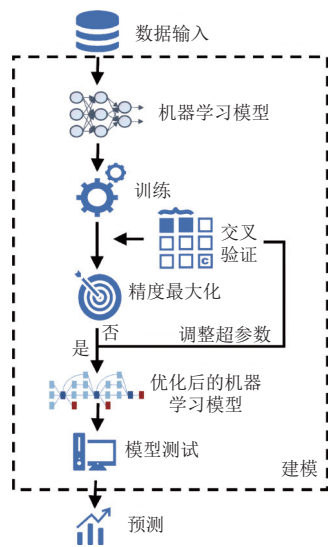 数据输入
机器学习模型
训练
交叉
验证
C
精度最大化
否
是
调整超参数
优化后的机器
学习模型
模型测试
建模
预测